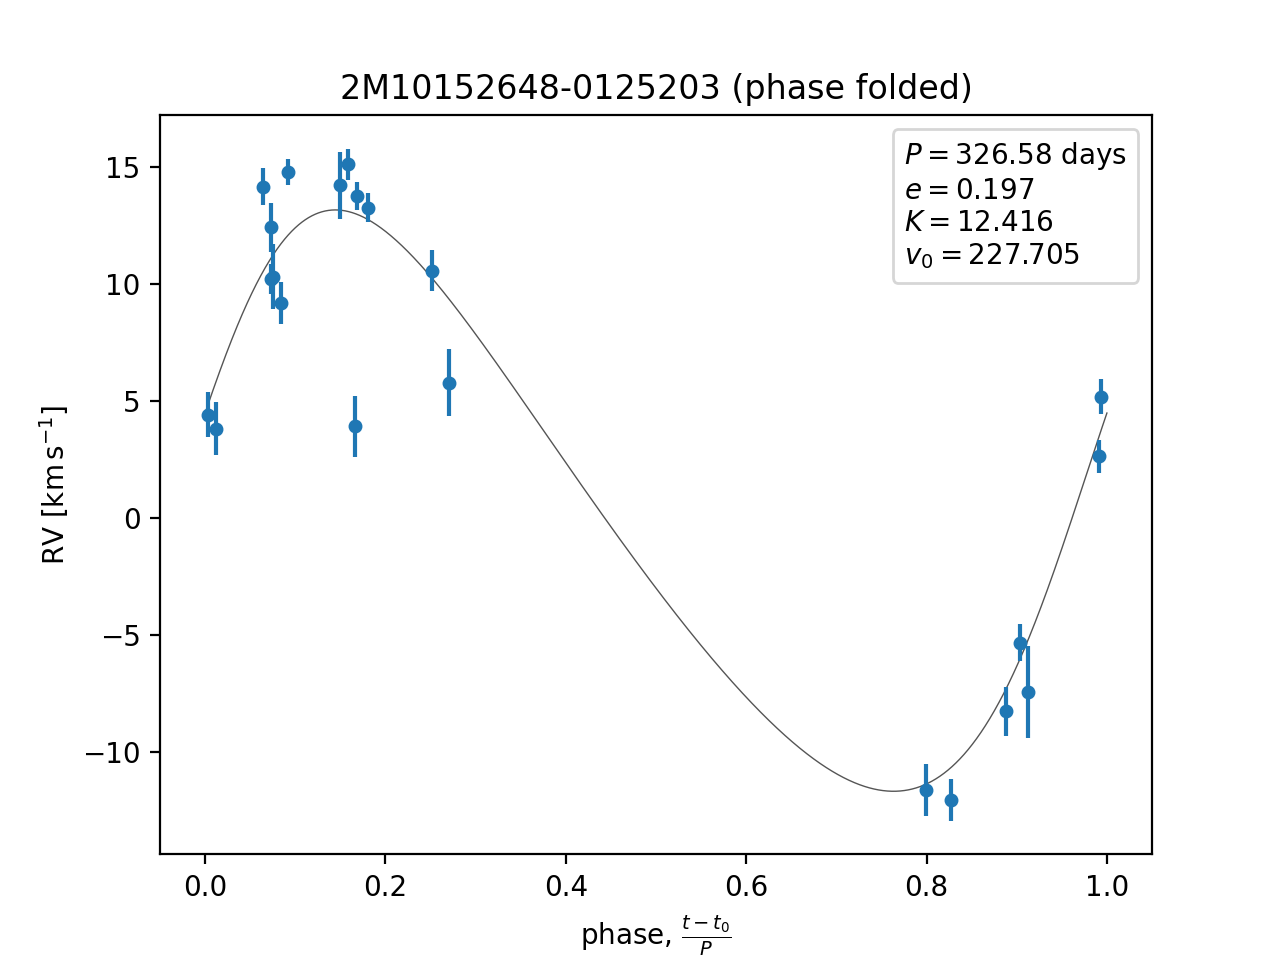 2M10152648-0125203 (phase folded)
P = 326.58 days
e = 0.197
K = 12.416
v₀ = 227.705
15
10
5
0
−5
−10
RV [km s⁻¹]
0.0 0.2 0.4 0.6 0.8 1.0
phase, (t − t₀)/P